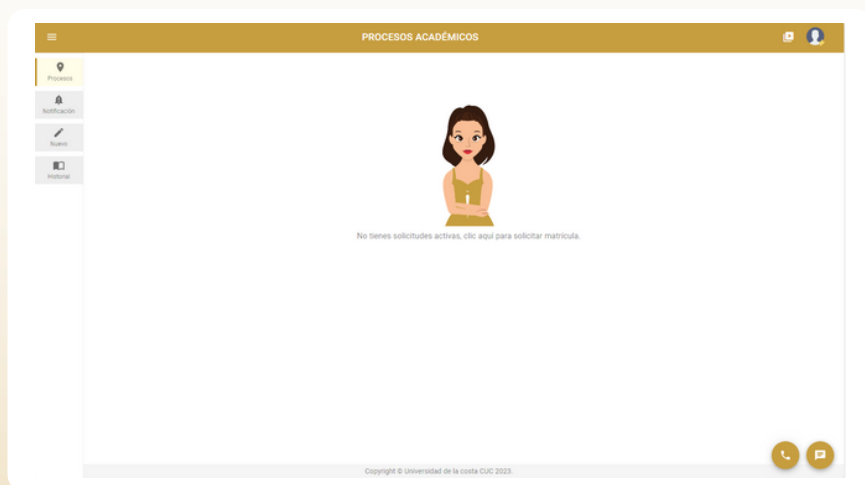 PROCESOS ACADÉMICOS
Procesos
Notificación
Nuevo
Historial
No tienes solicitudes activas, clic aquí para solicitar matrícula.
Copyright © Universidad de la costa CUC 2023.